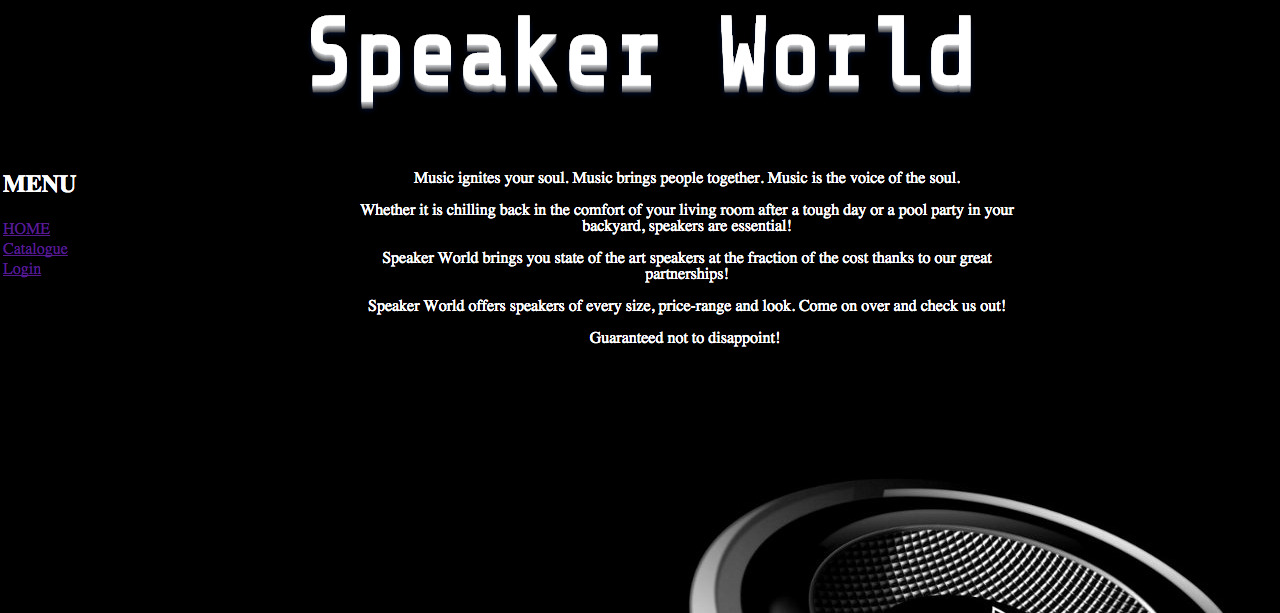 Speaker World
MENU
HOME
Catalogue
Login
Music ignites your soul. Music brings people together. Music is the voice of the soul.
Whether it is chilling back in the comfort of your living room after a tough day or a pool party in your
backyard, speakers are essential!
Speaker World brings you state of the art speakers at the fraction of the cost thanks to our great
partnerships!
Speaker World offers speakers of every size, price-range and look. Come on over and check us out!
Guaranteed not to disappoint!